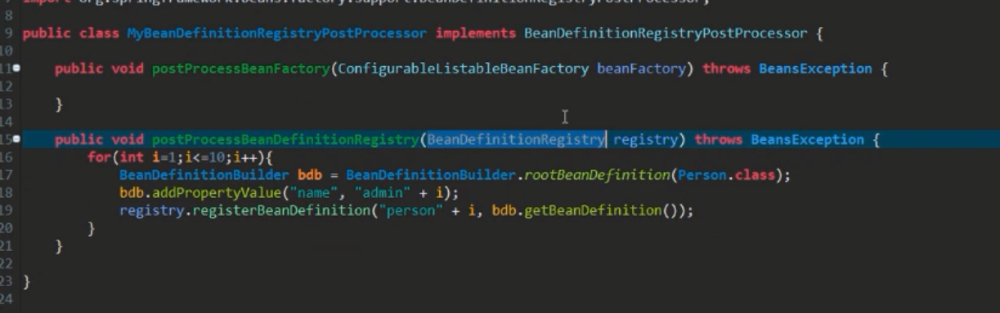 import org.springframework.beans.factory.support.BeanDefinitionRegistryPostProcessor;
8
9 public class MyBeanDefinitionRegistryPostProcessor implements BeanDefinitionRegistryPostProcessor {
10
11 public void postProcessBeanFactory(ConfigurableListableBeanFactory beanFactory) throws BeansException {
12
13 }
14
15 public void postProcessBeanDefinitionRegistry(BeanDefinitionRegistry registry) throws BeansException {
16 for(int i=1;i<=10;i++){
17 BeanDefinitionBuilder bdb = BeanDefinitionBuilder.rootBeanDefinition(Person.class);
18 bdb.addPropertyValue("name", "admin" + i);
19 registry.registerBeanDefinition("person" + i, bdb.getBeanDefinition());
20 }
21 }
22
23 }
24